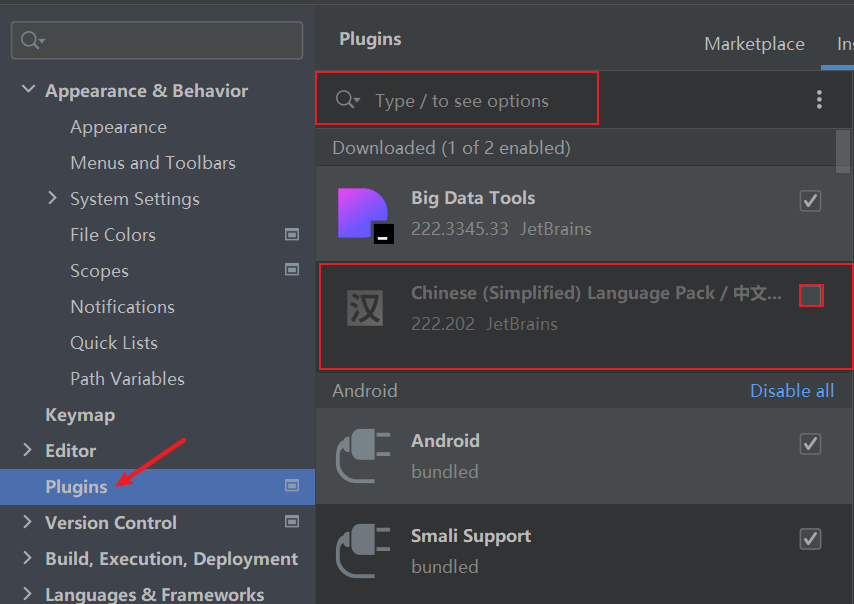 Appearance & Behavior
Appearance
Menus and Toolbars
System Settings
File Colors
Scopes
Notifications
Quick Lists
Path Variables
Keymap
Editor
Plugins
Version Control
Build, Execution, Deployment
Languages & Frameworks
Plugins
Marketplace
In
Type / to see options
Downloaded (1 of 2 enabled)
Big Data Tools
222.3345.33 JetBrains
汉
Chinese (Simplified) Language Pack / 中文...
222.202 JetBrains
Android
Disable all
Android
bundled
Smali Support
bundled